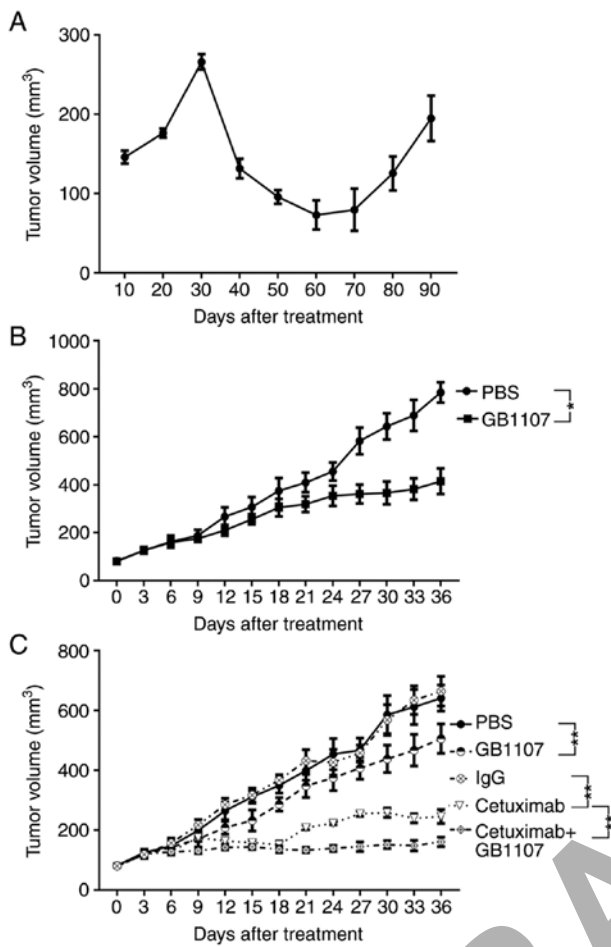 A
Tumor volume (mm³)
300
200
100
0
10 20 30 40 50 60 70 80 90
Days after treatment
B
Tumor volume (mm³)
1000
800
600
400
200
0
0 3 6 9 12 15 18 21 24 27 30 33 36
Days after treatment
PBS
GB1107
*
C
Tumor volume (mm³)
800
600
400
200
0
0 3 6 9 12 15 18 21 24 27 30 33 36
Days after treatment
PBS
GB1107
**
IgG
Cetuximab
**
Cetuximab+
GB1107
**